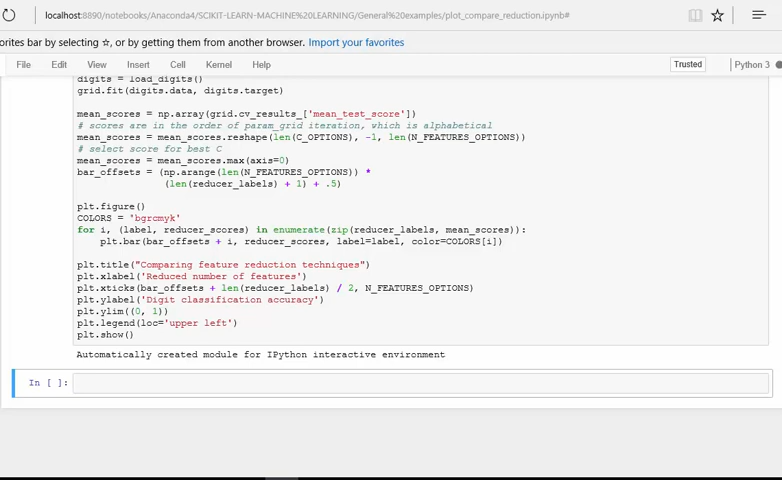 localhost:8890/notebooks/Anaconda4/SCIKIT-LEARN-MACHINE%20LEARNING/General%20examples/plot_compare_reduction.ipynb#
orites bar by selecting ☆, or by getting them from another browser. Import your favorites
File Edit View Insert Cell Kernel Help Trusted Python 3
digits = load_digits()
grid.fit(digits.data, digits.target)
mean_scores = np.array(grid.cv_results_['mean_test_score'])
# scores are in the order of param_grid iteration, which is alphabetical
mean_scores = mean_scores.reshape(len(C_OPTIONS), -1, len(N_FEATURES_OPTIONS))
# select score for best C
mean_scores = mean_scores.max(axis=0)
bar_offsets = (np.arange(len(N_FEATURES_OPTIONS)) *
(len(reducer_labels) + 1) + .5)
plt.figure()
COLORS = 'bgrcmyk'
for i, (label, reducer_scores) in enumerate(zip(reducer_labels, mean_scores)):
plt.bar(bar_offsets + i, reducer_scores, label=label, color=COLORS[i])
plt.title("Comparing feature reduction techniques")
plt.xlabel('Reduced number of features')
plt.xticks(bar_offsets + len(reducer_labels) / 2, N_FEATURES_OPTIONS)
plt.ylabel('Digit classification accuracy')
plt.ylim((0, 1))
plt.legend(loc='upper left')
plt.show()
Automatically created module for IPython interactive environment
In [ ]: